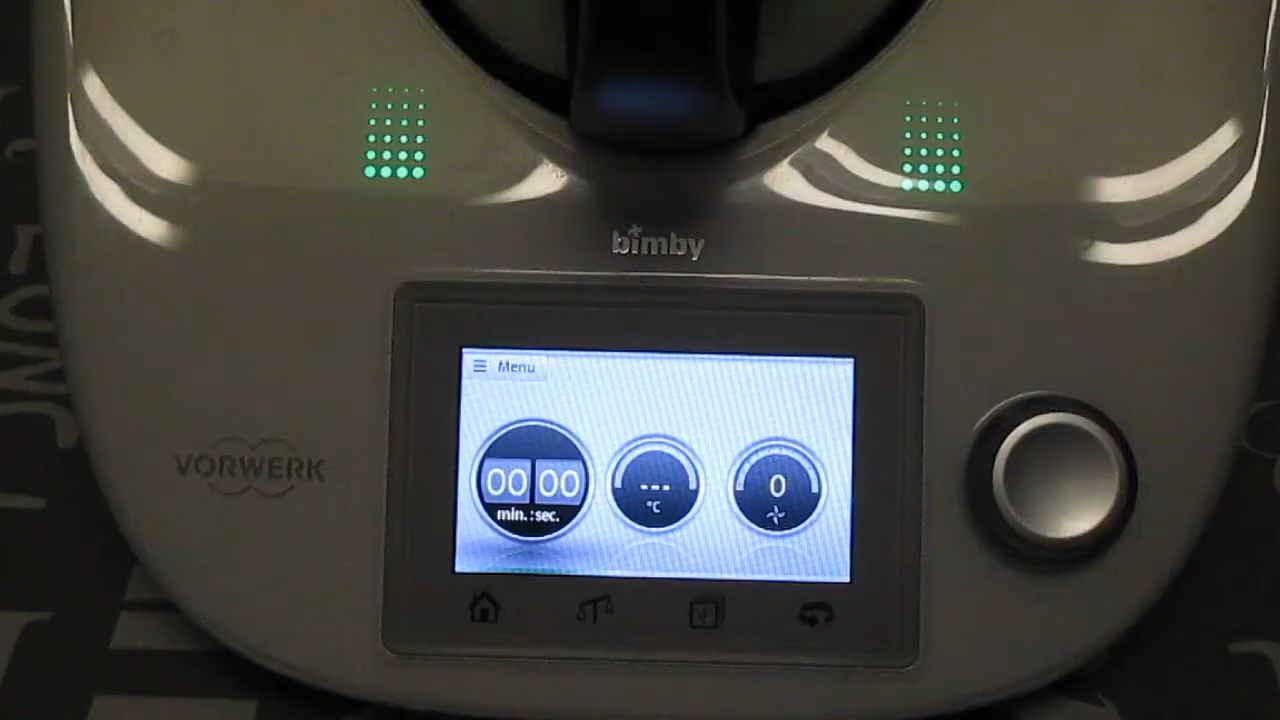 bimby
VORWERK
Menu
00 00
min.:sec.
---
°C
0